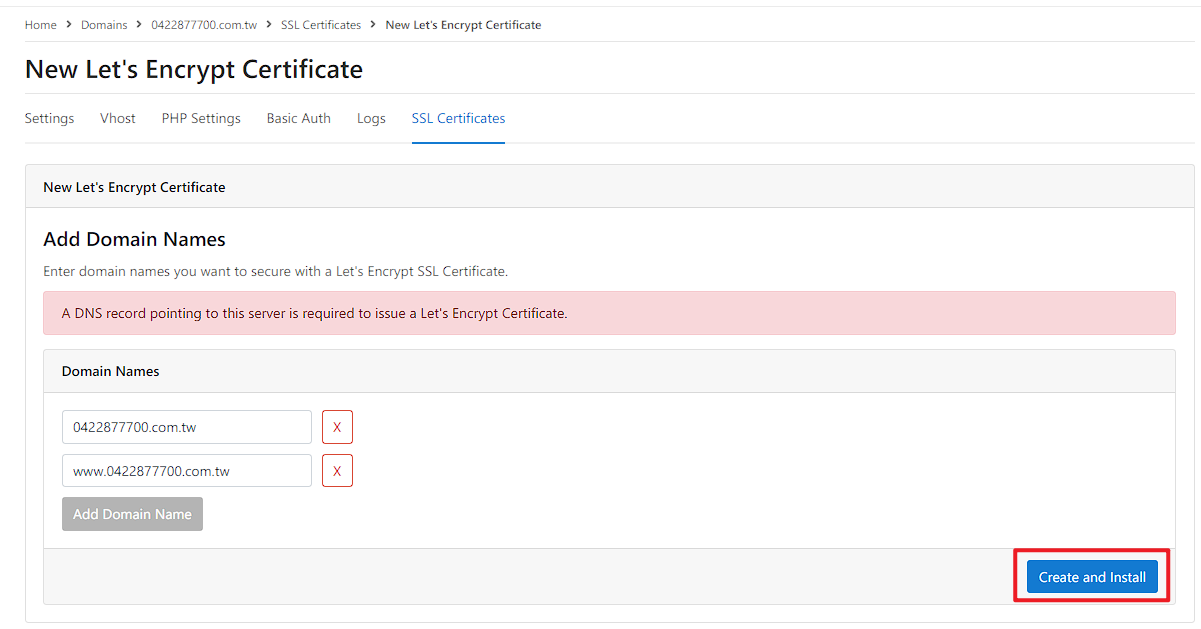 Home > Domains > 0422877700.com.tw > SSL Certificates > New Let's Encrypt Certificate
New Let's Encrypt Certificate
Settings Vhost PHP Settings Basic Auth Logs SSL Certificates
New Let's Encrypt Certificate
Add Domain Names
Enter domain names you want to secure with a Let's Encrypt SSL Certificate.
A DNS record pointing to this server is required to issue a Let's Encrypt Certificate.
Domain Names
0422877700.com.tw X
www.0422877700.com.tw X
Add Domain Name
Create and Install